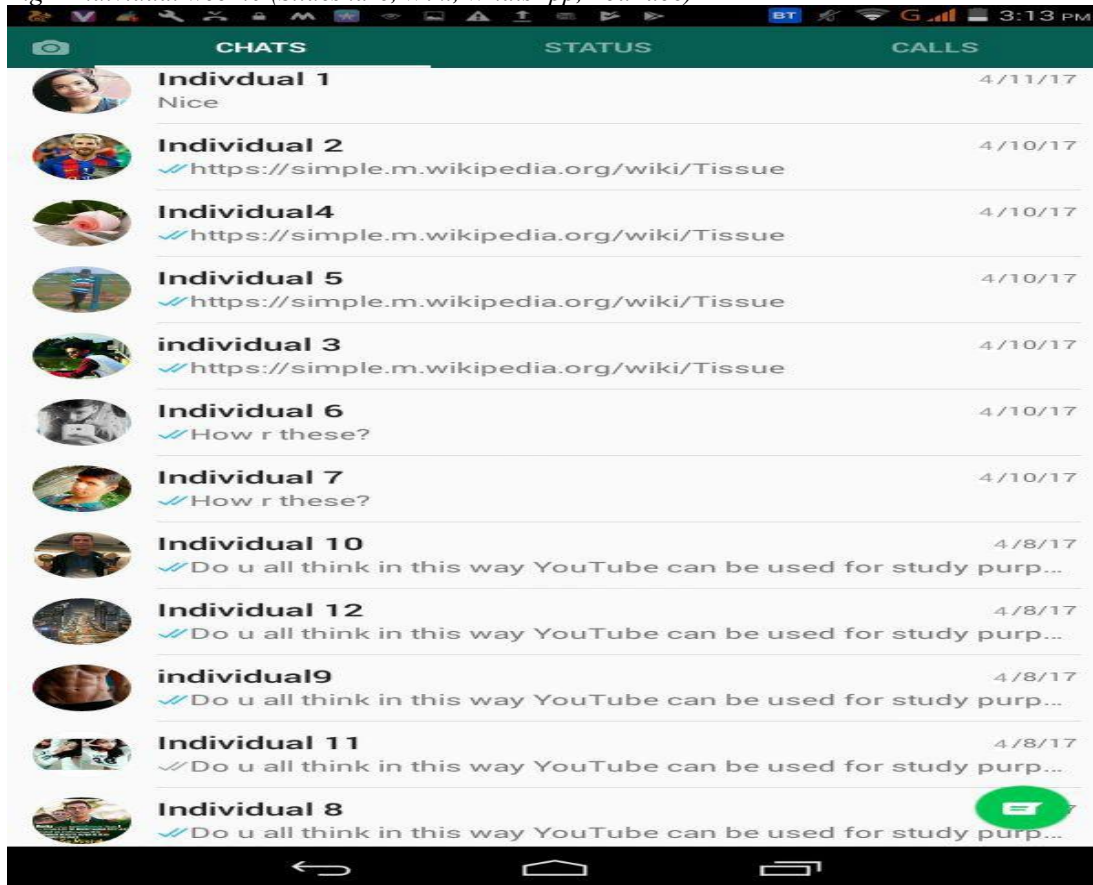 3:13 PM
CHATS STATUS CALLS
Indivdual 1 4/11/17
Nice
Individual 2 4/10/17
https://simple.m.wikipedia.org/wiki/Tissue
Individual4 4/10/17
https://simple.m.wikipedia.org/wiki/Tissue
Individual 5 4/10/17
https://simple.m.wikipedia.org/wiki/Tissue
individual 3 4/10/17
https://simple.m.wikipedia.org/wiki/Tissue
Individual 6 4/10/17
How r these?
Individual 7 4/10/17
How r these?
Individual 10 4/8/17
Do u all think in this way YouTube can be used for study purp...
Individual 12 4/8/17
Do u all think in this way YouTube can be used for study purp...
individual9 4/8/17
Do u all think in this way YouTube can be used for study purp...
Individual 11 4/8/17
Do u all think in this way YouTube can be used for study purp...
Individual 8
Do u all think in this way YouTube can be used for study purp...